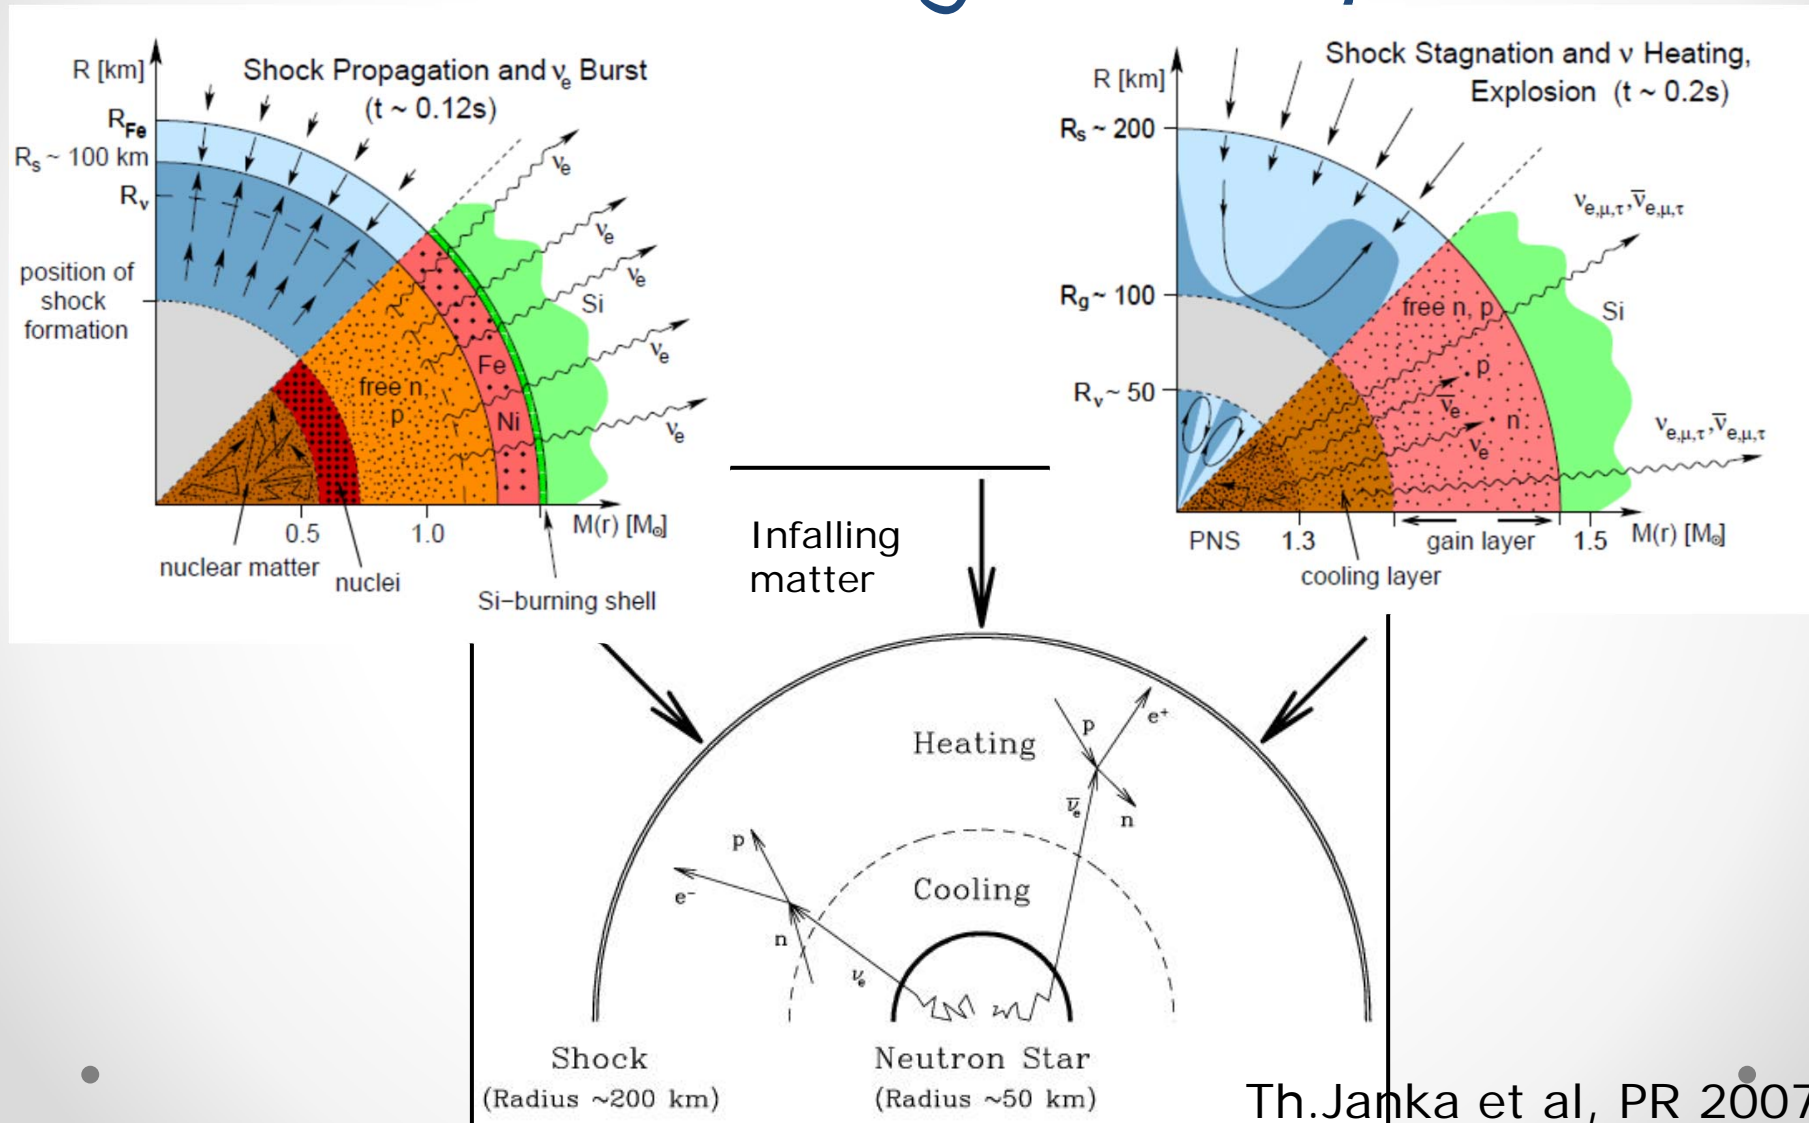 R [km]
Shock Propagation and νe Burst
(t ~ 0.12s)
RFe
Rs ~ 100 km
Rν
position of
shock
formation
νe
νe
νe
νe
νe
Si
Fe
Ni
free n,
p
0.5
1.0
M(r) [M⊙]
nuclear matter
nuclei
Si−burning shell
R [km]
Shock Stagnation and ν Heating,
Explosion (t ~ 0.2s)
Rs ~ 200
Rg ~ 100
Rν ~ 50
νe,μ,τ,ν̅e,μ,τ
free n, p
Si
p
ν̅e
n
νe
νe,μ,τ,ν̅e,μ,τ
PNS
1.3
gain layer
1.5
M(r) [M⊙]
cooling layer
Infalling
matter
Heating
p
e⁺
ν̅e
n
p
e⁻
n
νe
Cooling
Shock
(Radius ~200 km)
Neutron Star
(Radius ~50 km)
Th.Janka et al, PR 2007